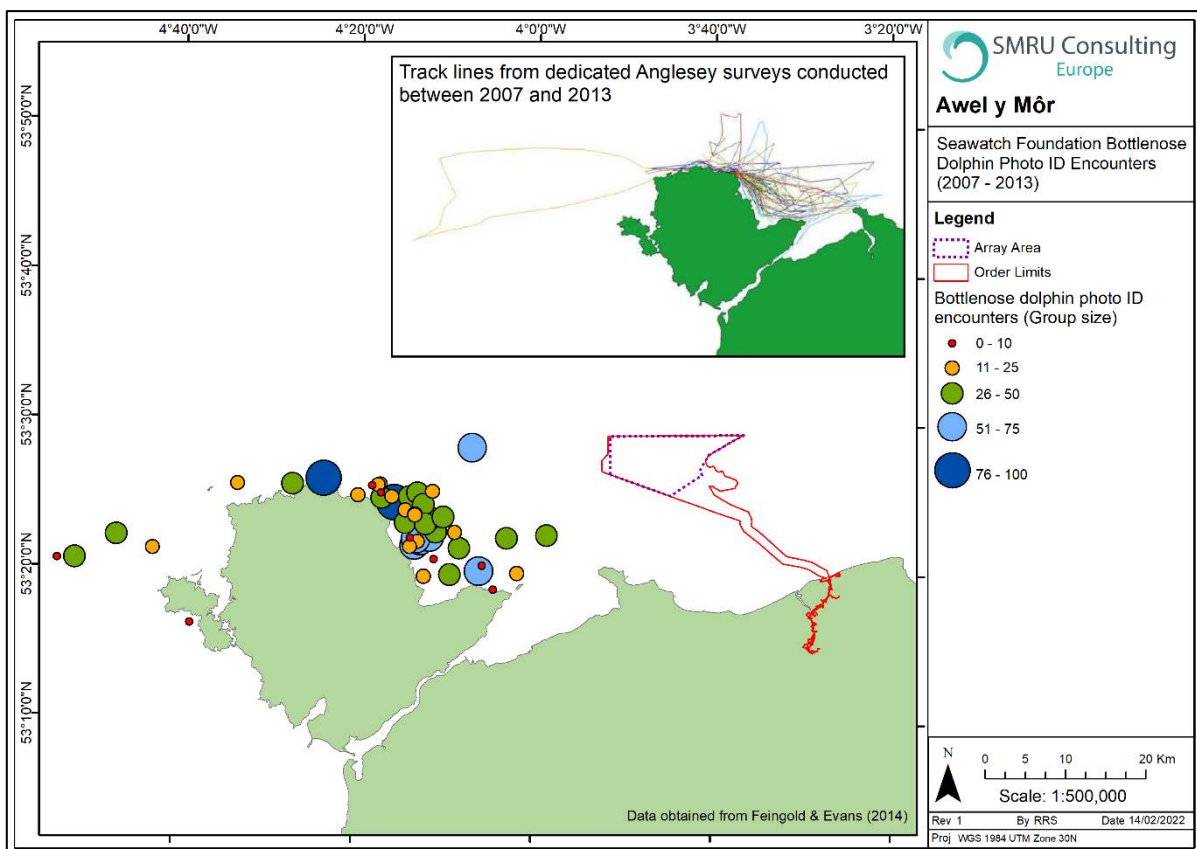 4°40'0"W
4°20'0"W
4°0'0"W
3°40'0"W
3°20'0"W
53°50'0"N
53°40'0"N
53°30'0"N
53°20'0"N
53°10'0"N
Track lines from dedicated Anglesey surveys conducted
between 2007 and 2013
Data obtained from Feingold & Evans (2014)
SMRU Consulting
Europe
Awel y Môr
Seawatch Foundation Bottlenose
Dolphin Photo ID Encounters
(2007 - 2013)
Legend
Array Area
Order Limits
Bottlenose dolphin photo ID
encounters (Group size)
0 - 10
11 - 25
26 - 50
51 - 75
76 - 100
N
0 5 10 20 Km
Scale: 1:500,000
Rev 1 By RRS Date 14/02/2022
Proj WGS 1984 UTM Zone 30N